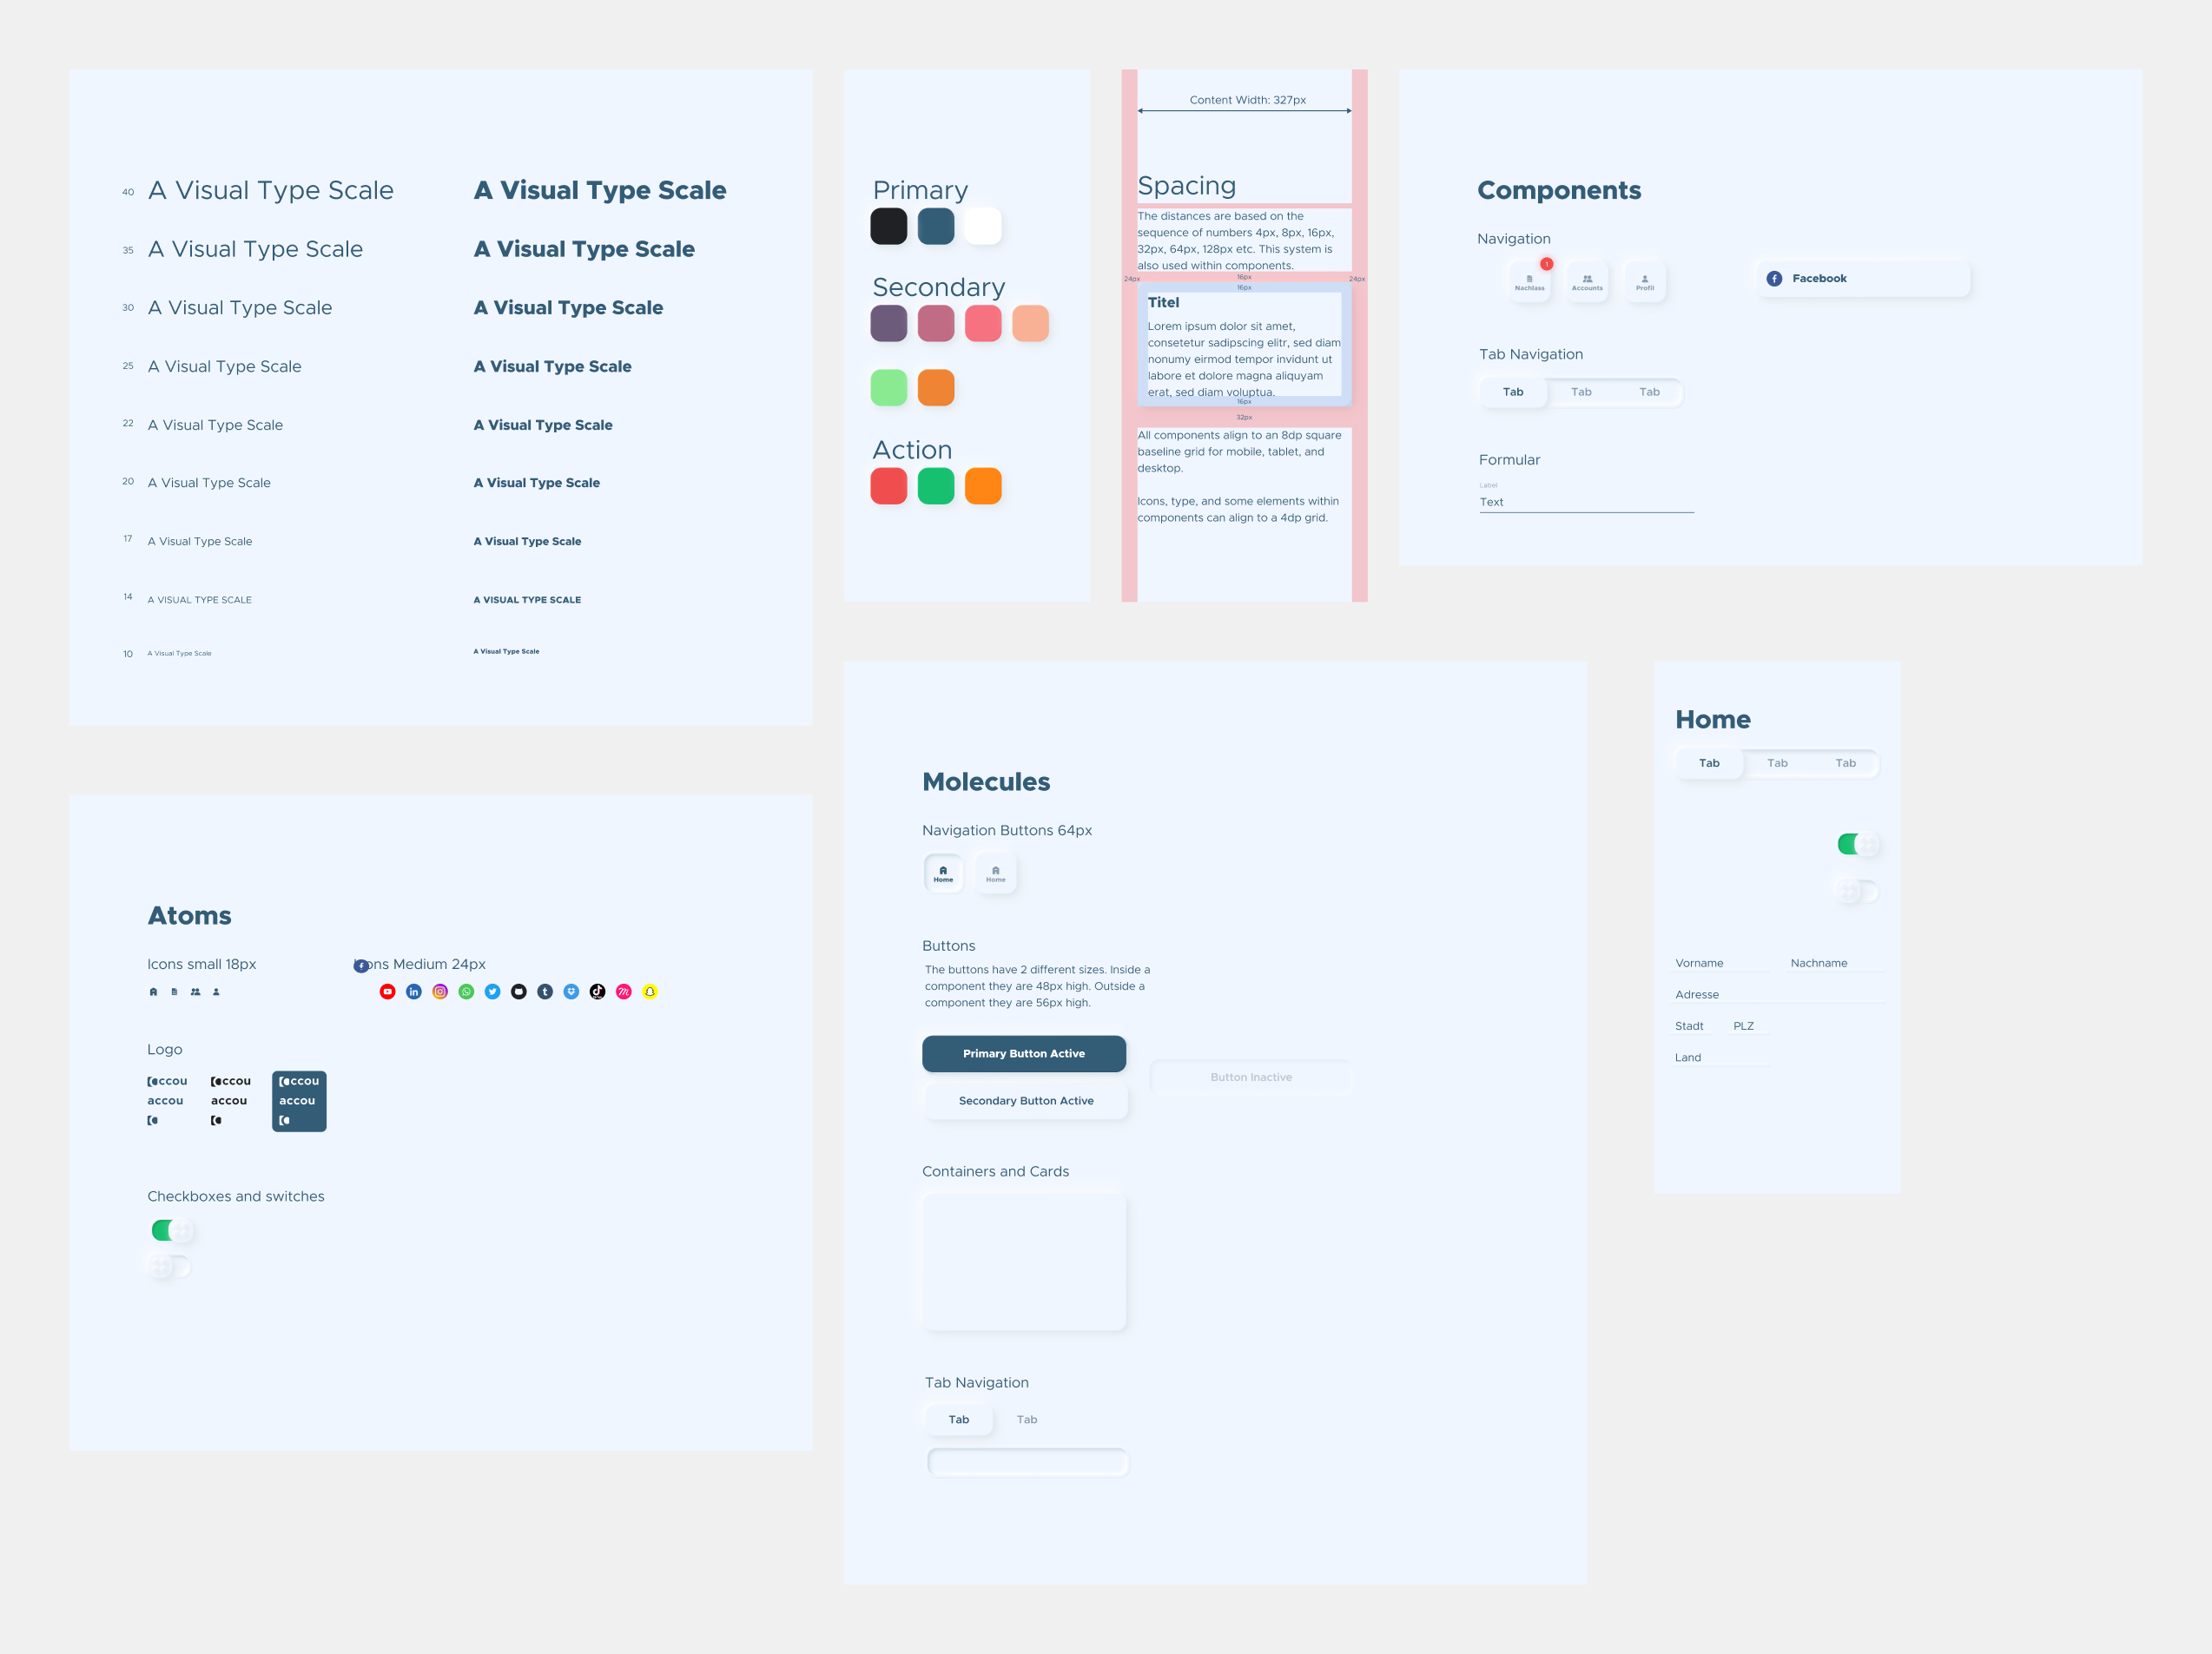 40 A Visual Type Scale A Visual Type Scale
35 A Visual Type Scale A Visual Type Scale
30 A Visual Type Scale A Visual Type Scale
25 A Visual Type Scale A Visual Type Scale
22 A Visual Type Scale A Visual Type Scale
20 A Visual Type Scale A Visual Type Scale
17 A Visual Type Scale A Visual Type Scale
14 A VISUAL TYPE SCALE A VISUAL TYPE SCALE
10 A Visual Type Scale A Visual Type Scale
Primary
Secondary
Action
Content Width: 327px
Spacing
The distances are based on the
sequence of numbers 4px, 8px, 16px,
32px, 64px, 128px etc. This system is
also used within components.
24px 16px 24px
16px
Titel
Lorem ipsum dolor sit amet,
consetetur sadipscing elitr, sed diam
nonumy eirmod tempor invidunt ut
labore et dolore magna aliquyam
erat, sed diam voluptua.
16px
32px
All components align to an 8dp square
baseline grid for mobile, tablet, and
desktop.
Icons, type, and some elements within
components can align to a 4dp grid.
Components
Navigation
1
Nachlass Accounts Profil
Facebook
Tab Navigation
Tab Tab Tab
Formular
Label
Text
Atoms
Icons small 18px
Icons Medium 24px
Logo
accou accou accou
accou accou accou
Checkboxes and switches
Molecules
Navigation Buttons 64px
Home Home
Buttons
The buttons have 2 different sizes. Inside a
component they are 48px high. Outside a
component they are 56px high.
Primary Button Active
Button Inactive
Secondary Button Active
Containers and Cards
Tab Navigation
Tab Tab
Home
Tab Tab Tab
Vorname Nachname
Adresse
Stadt PLZ
Land